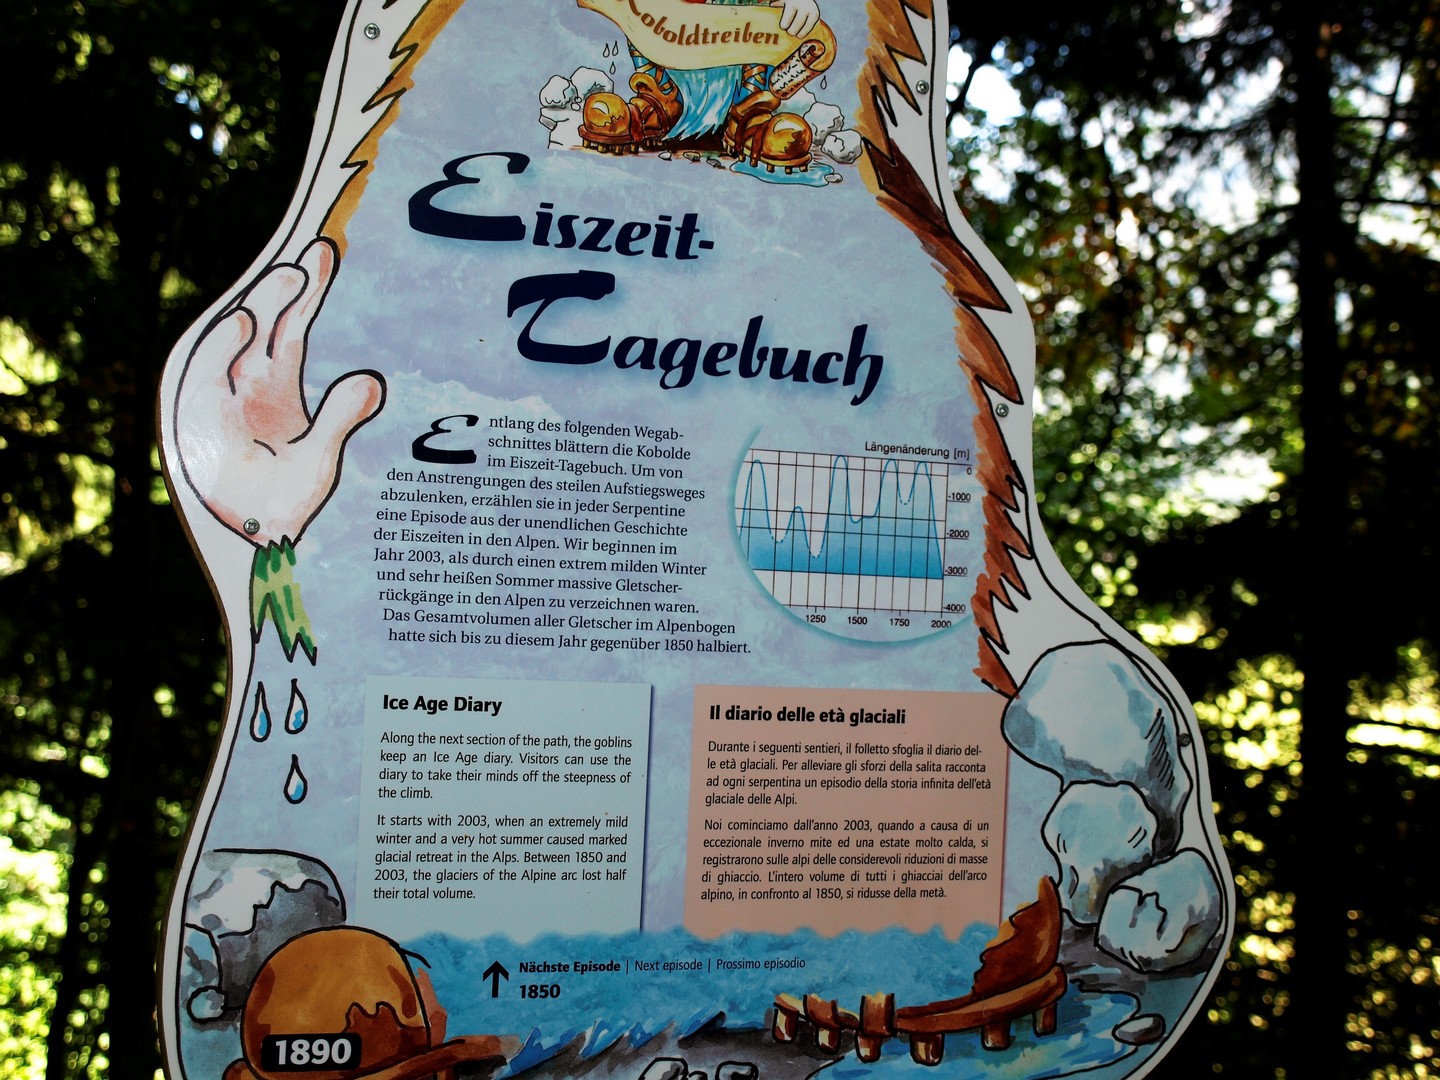 Koboldtreiben
Eiszeit-
Tagebuch
Entlang des folgenden Wegab-
schnittes blättern die Kobolde
im Eiszeit-Tagebuch. Um von
den Anstrengungen des steilen Aufstiegsweges
abzulenken, erzählen sie in jeder Serpentine
eine Episode aus der unendlichen Geschichte
der Eiszeiten in den Alpen. Wir beginnen im
Jahr 2003, als durch einen extrem milden Winter
und sehr heißen Sommer massive Gletscher-
rückgänge in den Alpen zu verzeichnen waren.
Das Gesamtvolumen aller Gletscher im Alpenbogen
hatte sich bis zu diesem Jahr gegenüber 1850 halbiert.
Längenänderung [m]
0
-1000
-2000
-3000
-4000
1250 1500 1750 2000
Ice Age Diary
Along the next section of the path, the goblins
keep an Ice Age diary. Visitors can use the
diary to take their minds off the steepness of
the climb.
It starts with 2003, when an extremely mild
winter and a very hot summer caused marked
glacial retreat in the Alps. Between 1850 and
2003, the glaciers of the Alpine arc lost half
their total volume.
Il diario delle età glaciali
Durante i seguenti sentieri, il folletto sfoglia il diario del-
le età glaciali. Per alleviare gli sforzi della salita racconta
ad ogni serpentina un episodio della storia infinita dell'età
glaciale delle Alpi.
Noi cominciamo dall'anno 2003, quando a causa di un
eccezionale inverno mite ed una estate molto calda, si
registrarono sulle alpi delle considerevoli riduzioni di masse
di ghiaccio. L'intero volume di tutti i ghiacciai dell'arco
alpino, in confronto al 1850, si ridusse della metà.
Nächste Episode | Next episode | Prossimo episodio
1850
1890